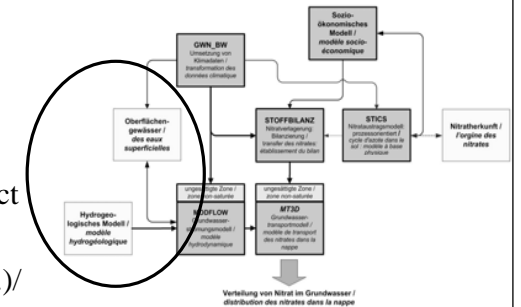 Sozio-
ökonomisches
Modell /
modèle socio-
économique
GWN_BW
Umsetzung von
Klimadaten /
transformation des
données climatique
Oberflächen-
gewässer /
des eaux
superficielles
STOFFBILANZ
Nitratverlagerung
Bilanzierung /
transfer des nitrates
établissement du bilan
STICS
Nitrataustragmodell:
prozessorientiert /
cycle d'azote dans le
sol : modèle à base
physique
Nitratherkunft /
l'orgine des
nitrates
ungesättigte Zone /
zone non-saturée
ungesättigte Zone /
zone non-saturée
ct
Hydrogeo-
logisches Modell /
modèle
hydrogéologique
MODFLOW
Grundwasser-
strömungsmodell /
modèle
hydrodynamique
MT3D
Grundwasser-
transportmodell /
modèle de transport
des nitrates dans la
nappe
.)/
Verteilung von Nitrat im Grundwasser /
distribution des nitrates dans la nappe